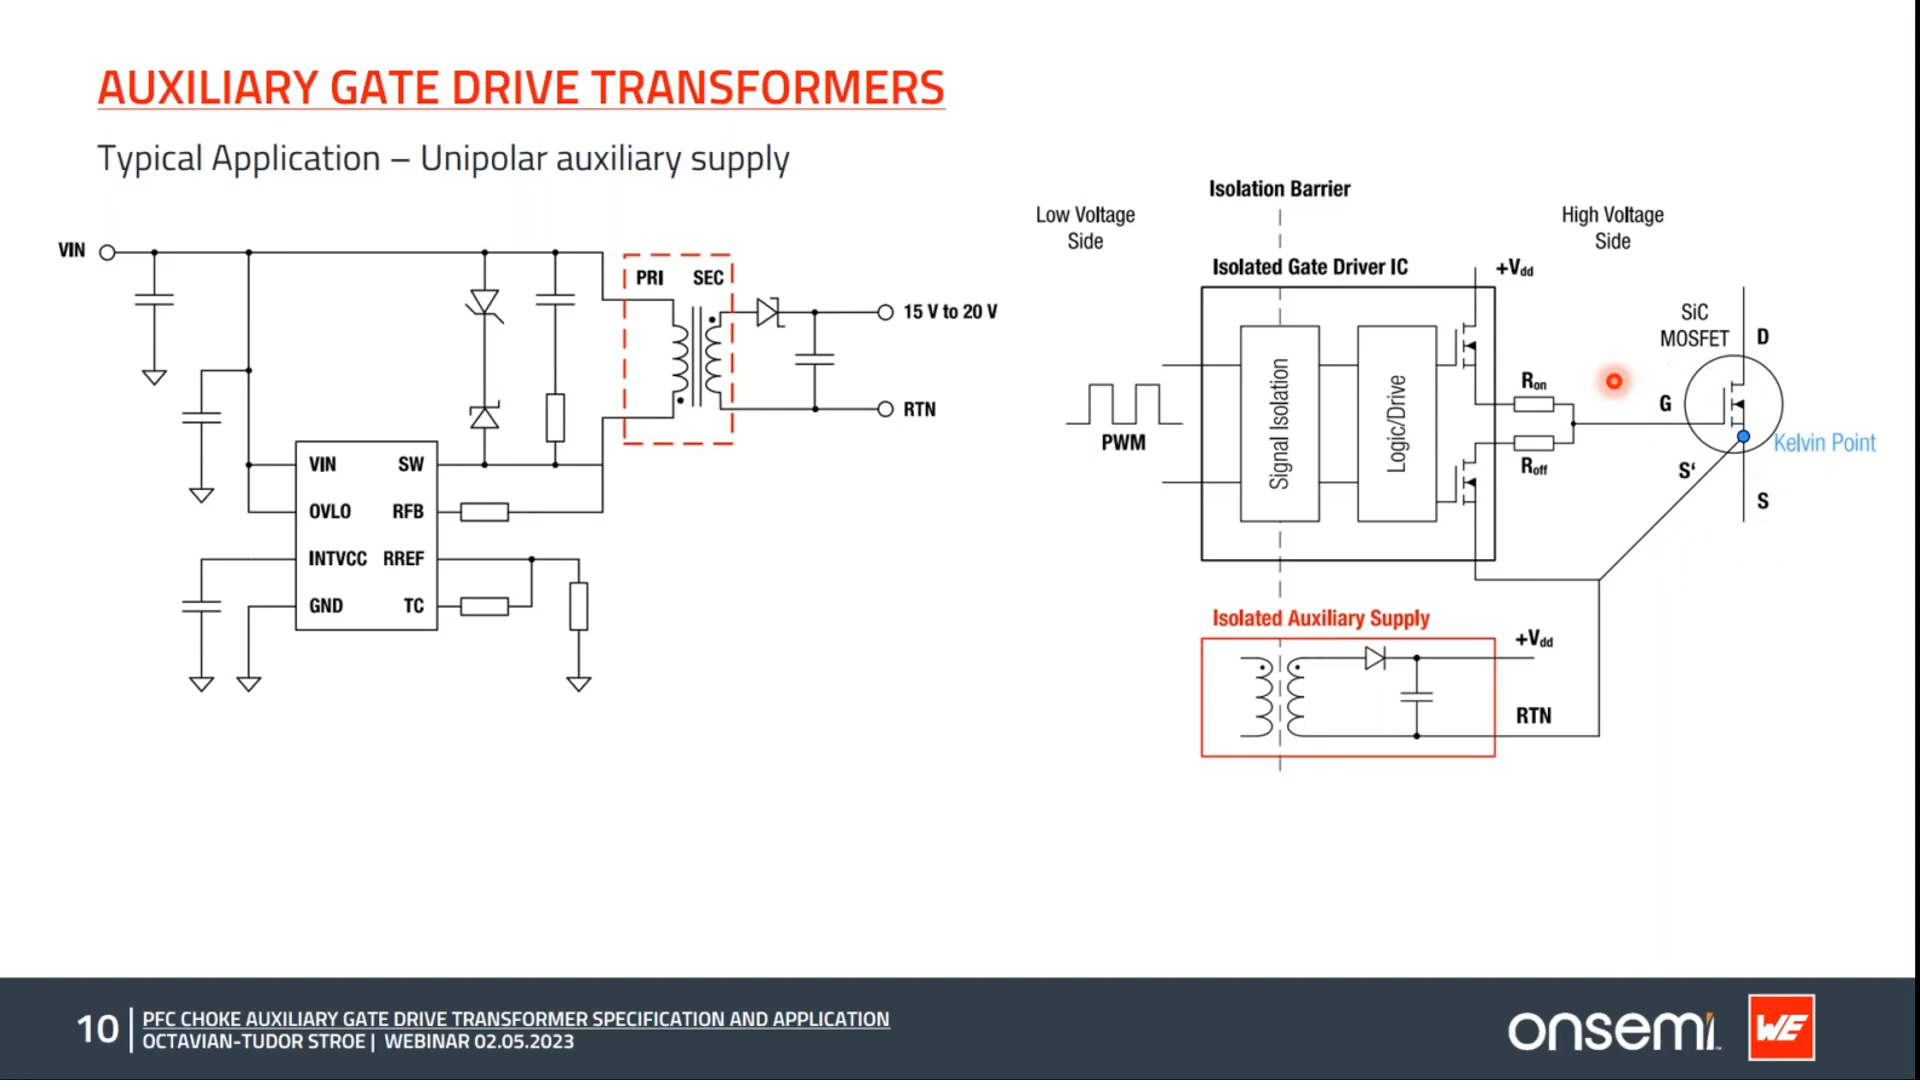 AUXILIARY GATE DRIVE TRANSFORMERS
Typical Application – Unipolar auxiliary supply
VIN
PRI SEC
15 V to 20 V
RTN
VIN SW
OVLO RFB
INTVCC RREF
GND TC
Isolation Barrier
Low Voltage
Side
High Voltage
Side
Isolated Gate Driver IC
+Vdd
SiC
MOSFET
D
PWM
Signal Isolation
Logic/Drive
Ron
Roff
G
Kelvin Point
S‘
S
Isolated Auxiliary Supply
+Vdd
RTN
10
PFC CHOKE AUXILIARY GATE DRIVE TRANSFORMER SPECIFICATION AND APPLICATION
OCTAVIAN-TUDOR STROE | WEBINAR 02.05.2023
onsemi
WE